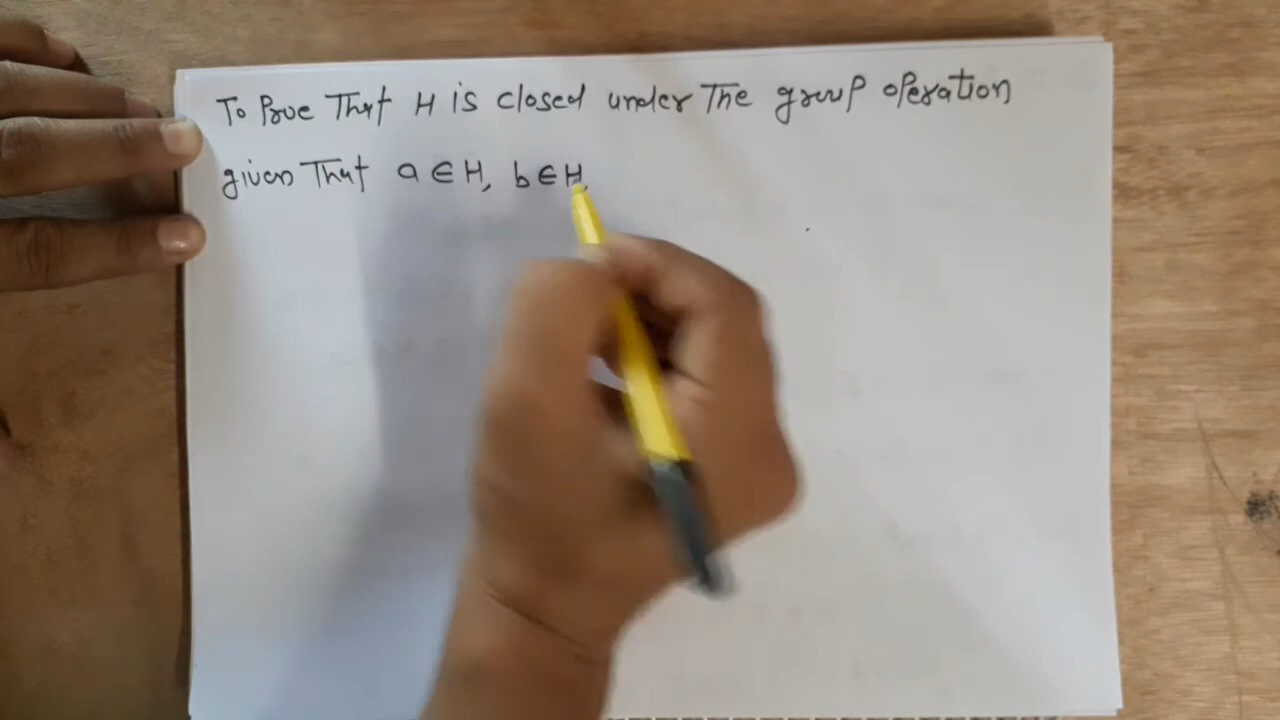 To Prove That H is closed under The group operation
given That a ∈ H, b ∈ H,